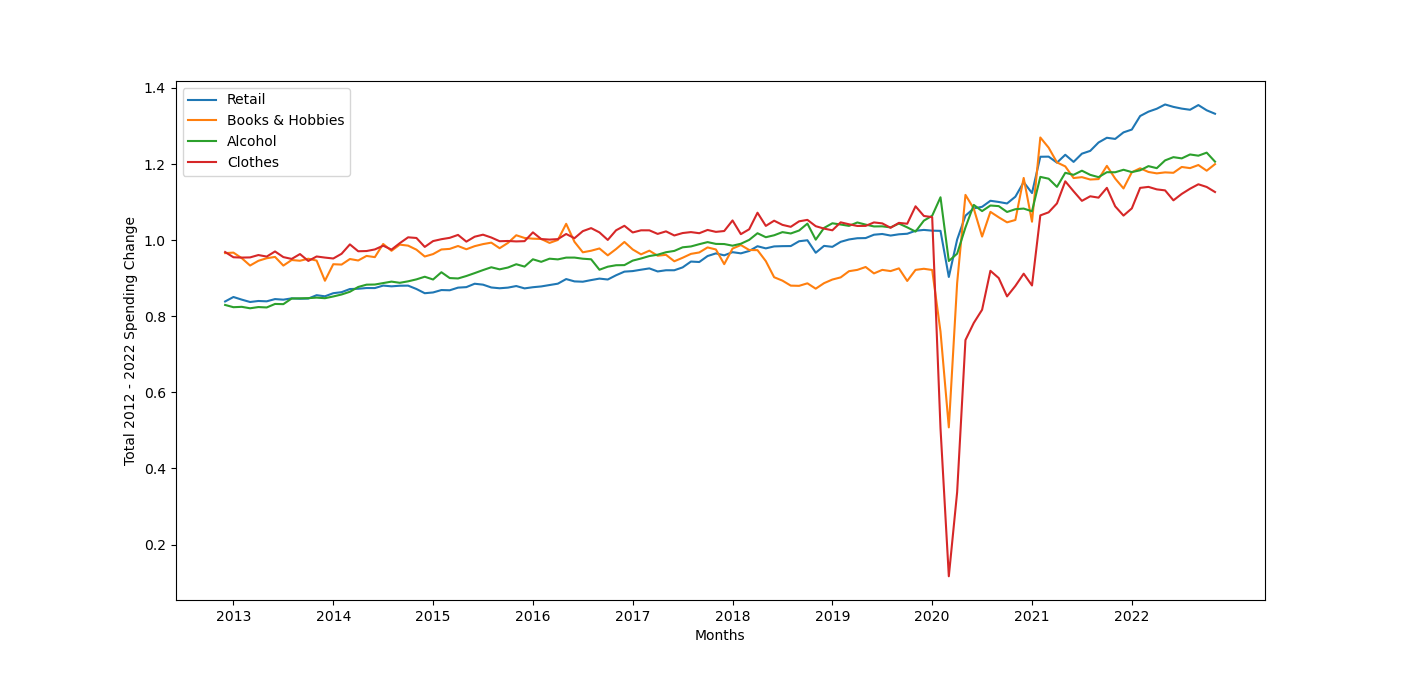 1.4
1.2
1.0
0.8
0.6
0.4
0.2
Total 2012 - 2022 Spending Change
Retail
Books & Hobbies
Alcohol
Clothes
2013 2014 2015 2016 2017 2018 2019 2020 2021 2022
Months